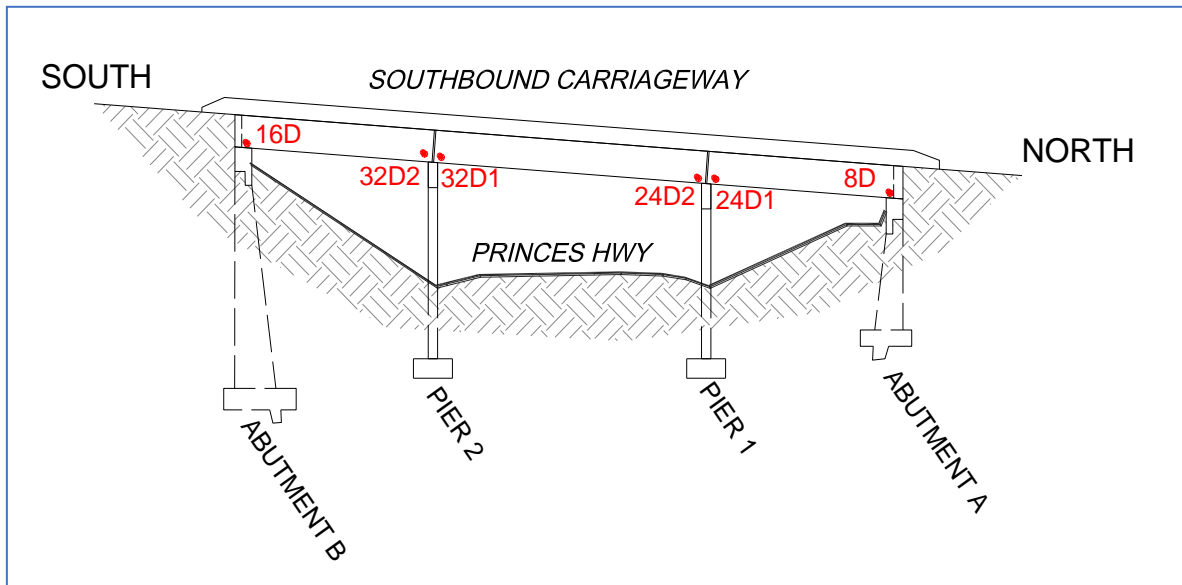 SOUTH
SOUTHBOUND CARRIAGEWAY
NORTH
16D
32D2
32D1
24D2
24D1
8D
PRINCES HWY
ABUTMENT B
PIER 2
PIER 1
ABUTMENT A